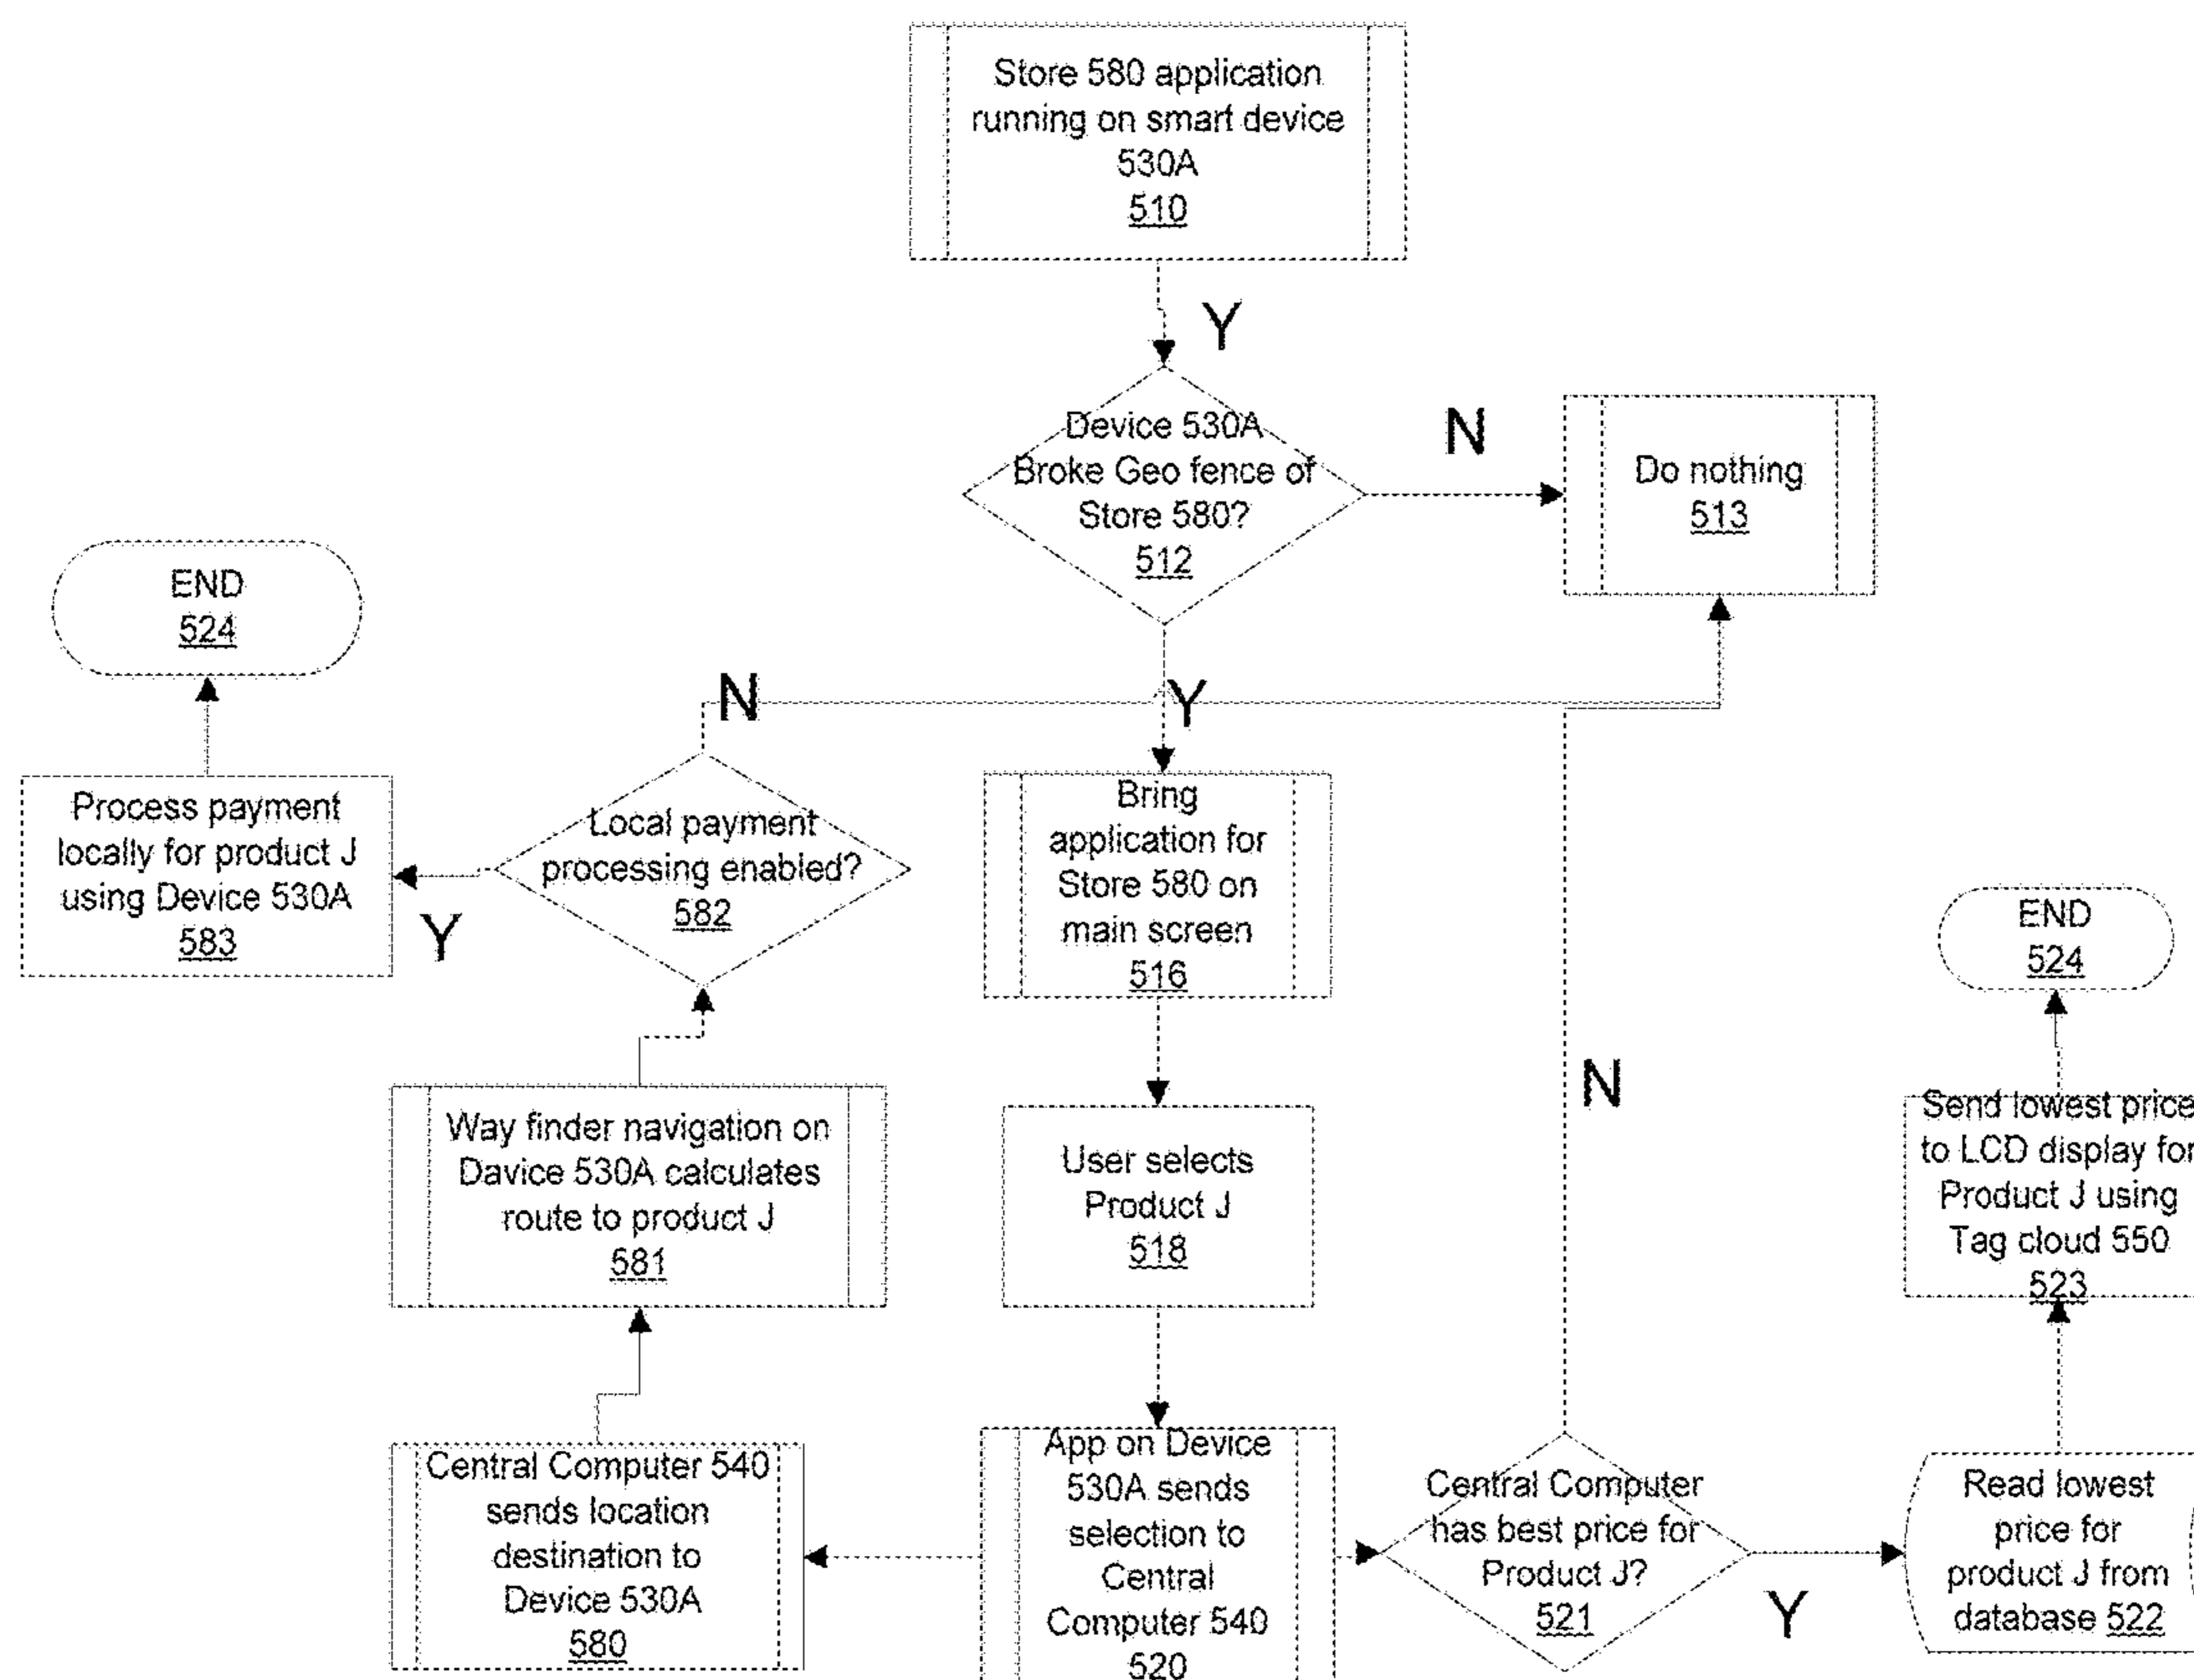 Store 580 application
running on smart device
530A
510
Y
Device 530A
Broke Geo fence of
Store 580?
512
N
Do nothing
513
END
524
N
Y
Process payment
locally for product J
using Device 530A
583
Y
Local payment
processing enabled?
582
Bring
application for
Store 580 on
main screen
516
END
524
N
Way finder navigation on
Davice 530A calculates
route to product J
581
User selects
Product J
518
Send lowest price
to LCD display for
Product J using
Tag cloud 550
523
Central Computer 540
sends location
destination to
Device 530A
580
App on Device
530A sends
selection to
Central
Computer 540
520
Central Computer
has best price for
Product J?
521
Y
Read lowest
price for
product J from
database 522